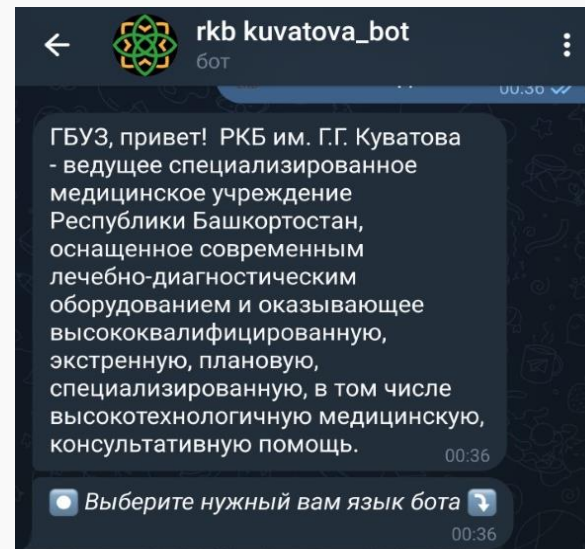 rkb kuvatova_bot
бот
00:36
ГБУЗ, привет! РКБ им. Г.Г. Куватова
- ведущее специализированное
медицинское учреждение
Республики Башкортостан,
оснащенное современным
лечебно-диагностическим
оборудованием и оказывающее
высококвалифицированную,
экстренную, плановую,
специализированную, в том числе
высокотехнологичную медицинскую,
консультативную помощь.
00:36
Выберите нужный вам язык бота
00:36